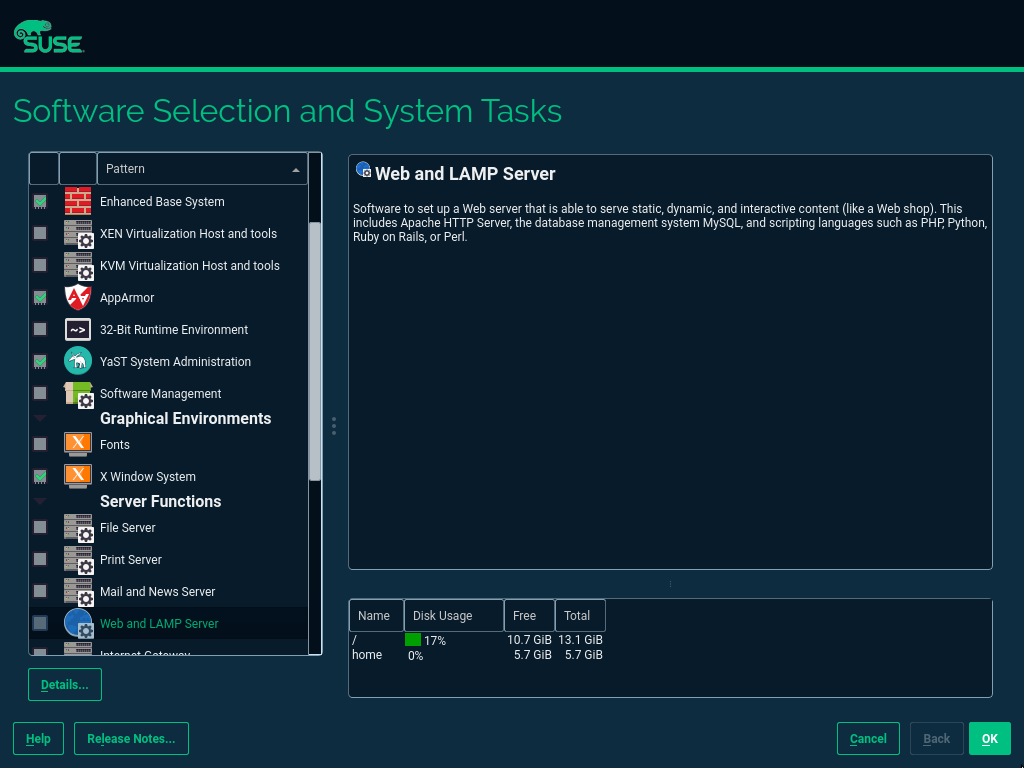 SUSE
Software Selection and System Tasks
Pattern
Enhanced Base System
XEN Virtualization Host and tools
KVM Virtualization Host and tools
AppArmor
~>
32-Bit Runtime Environment
YaST System Administration
Software Management
Graphical Environments
X
Fonts
X
X Window System
Server Functions
File Server
Print Server
Mail and News Server
Web and LAMP Server
Internet Gateway
Details...
Web and LAMP Server
Software to set up a Web server that is able to serve static, dynamic, and interactive content (like a Web shop). This
includes Apache HTTP Server, the database management system MySQL, and scripting languages such as PHP, Python,
Ruby on Rails, or Perl.
Name Disk Usage Free Total
/ 17% 10.7 GiB 13.1 GiB
home 0% 5.7 GiB 5.7 GiB
Help Release Notes... Cancel Back OK